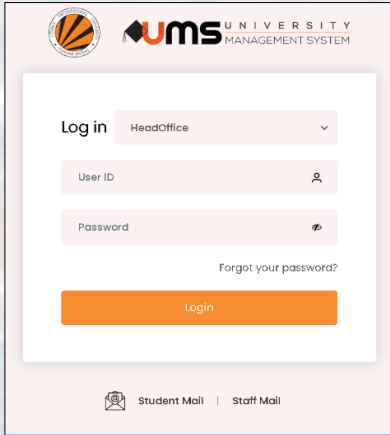 UMS UNIVERSITY
MANAGEMENT SYSTEM
Log in HeadOffice
User ID
Password
Forgot your password?
Login
Student Mail | Staff Mail